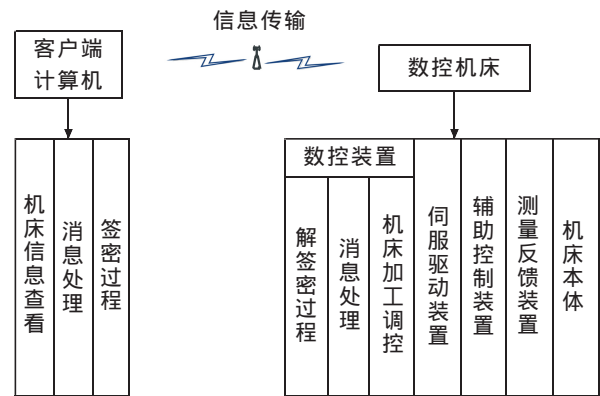 信息传输
客户端
计算机
数控机床
数控装置
机床信息查看
消息处理
签密过程
解签密过程
消息处理
机床加工调控
伺服驱动装置
辅助控制装置
测量反馈装置
机床本体